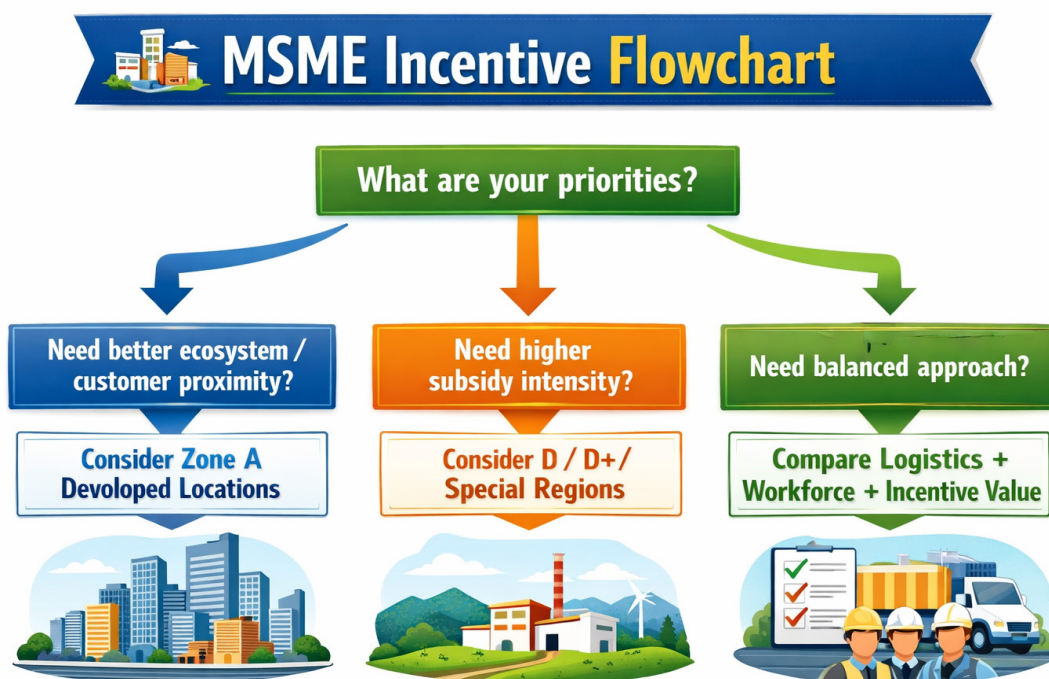 MSME Incentive Flowchart
What are your priorities?
Need better ecosystem /
customer proximity?
Consider Zone A
Devoloped Locations
Need higher
subsidy intensity?
Consider D / D+ /
Special Regions
Need balanced approach?
Compare Logistics +
Workforce + Incentive Value